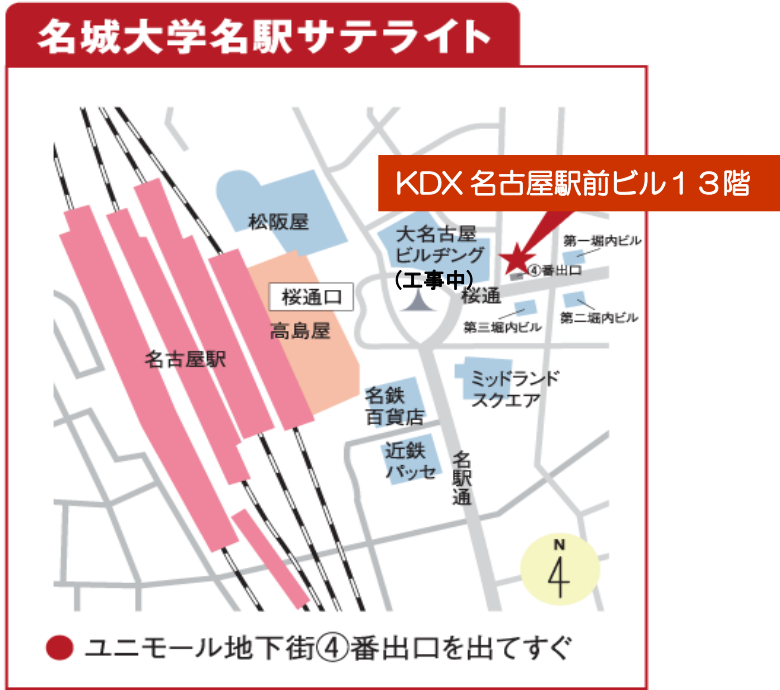 名城大学名駅サテライト
KDX 名古屋駅前ビル１３階
松阪屋
大名古屋
ビルヂング
(工事中)
第一堀内ビル
④番出口
桜通口
桜通
高島屋
第三堀内ビル
第二堀内ビル
名古屋駅
ミッドランド
スクエア
名鉄
百貨店
近鉄
パッセ
名駅通
N
● ユニモール地下街④番出口を出てすぐ